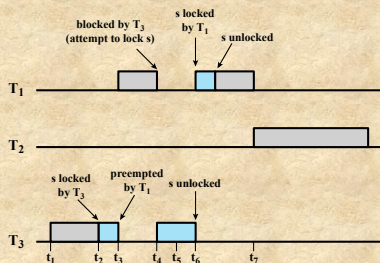 s locked
by T1
blocked by T3
(attempt to lock s)
s unlocked
T1
T2
s locked
by T3
preempted
by T1
s unlocked
T3
t1 t2 t3 t4 t5 t6 t7